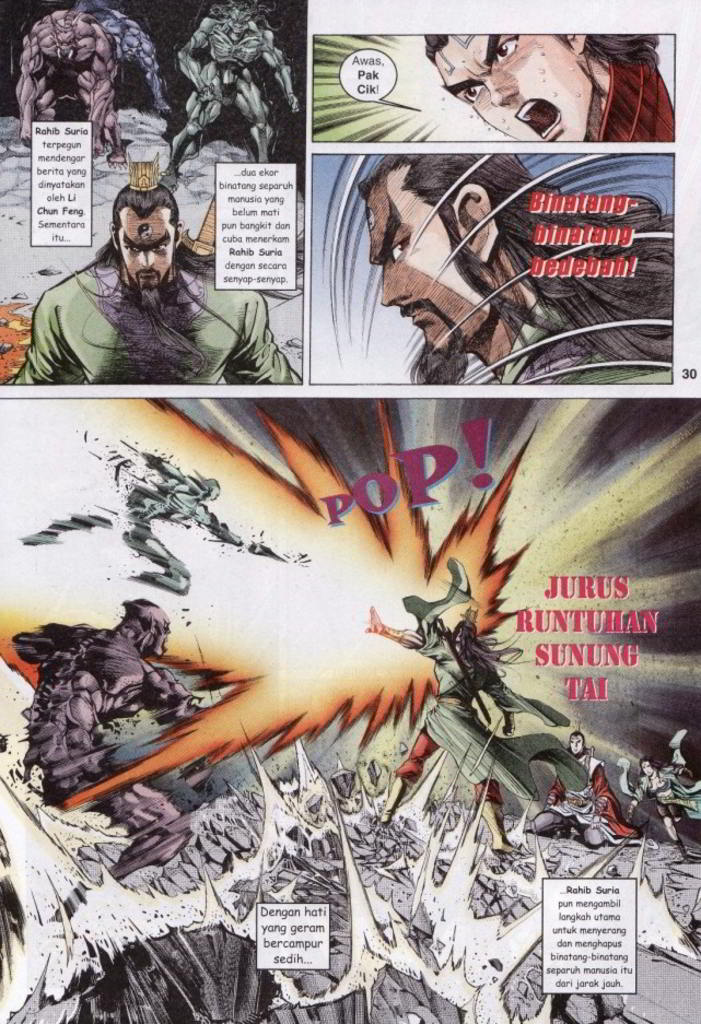 Rahib Suria
terpegun
mendengar
berita yang
dinyatakan
oleh Li
Chun Feng.
Sementara
itu...
...dua ekor
binatang separuh
manusia yang
belum mati
pun bangkit dan
cuba menerkam
Rahib Suria
dengan secara
senyap-senyap.
Awas,
Pak
Cik!
Binatang-
binatang
bedebah!
30
POP!
JURUS
RUNTUHAN
SUNUNG
TAI
Dengan hati
yang geram
bercampur
sedih...
...Rahib Suria
pun mengambil
langkah utama
untuk menyerang
dan menghapus
binatang-binatang
separuh manusia itu
dari jarak jauh.